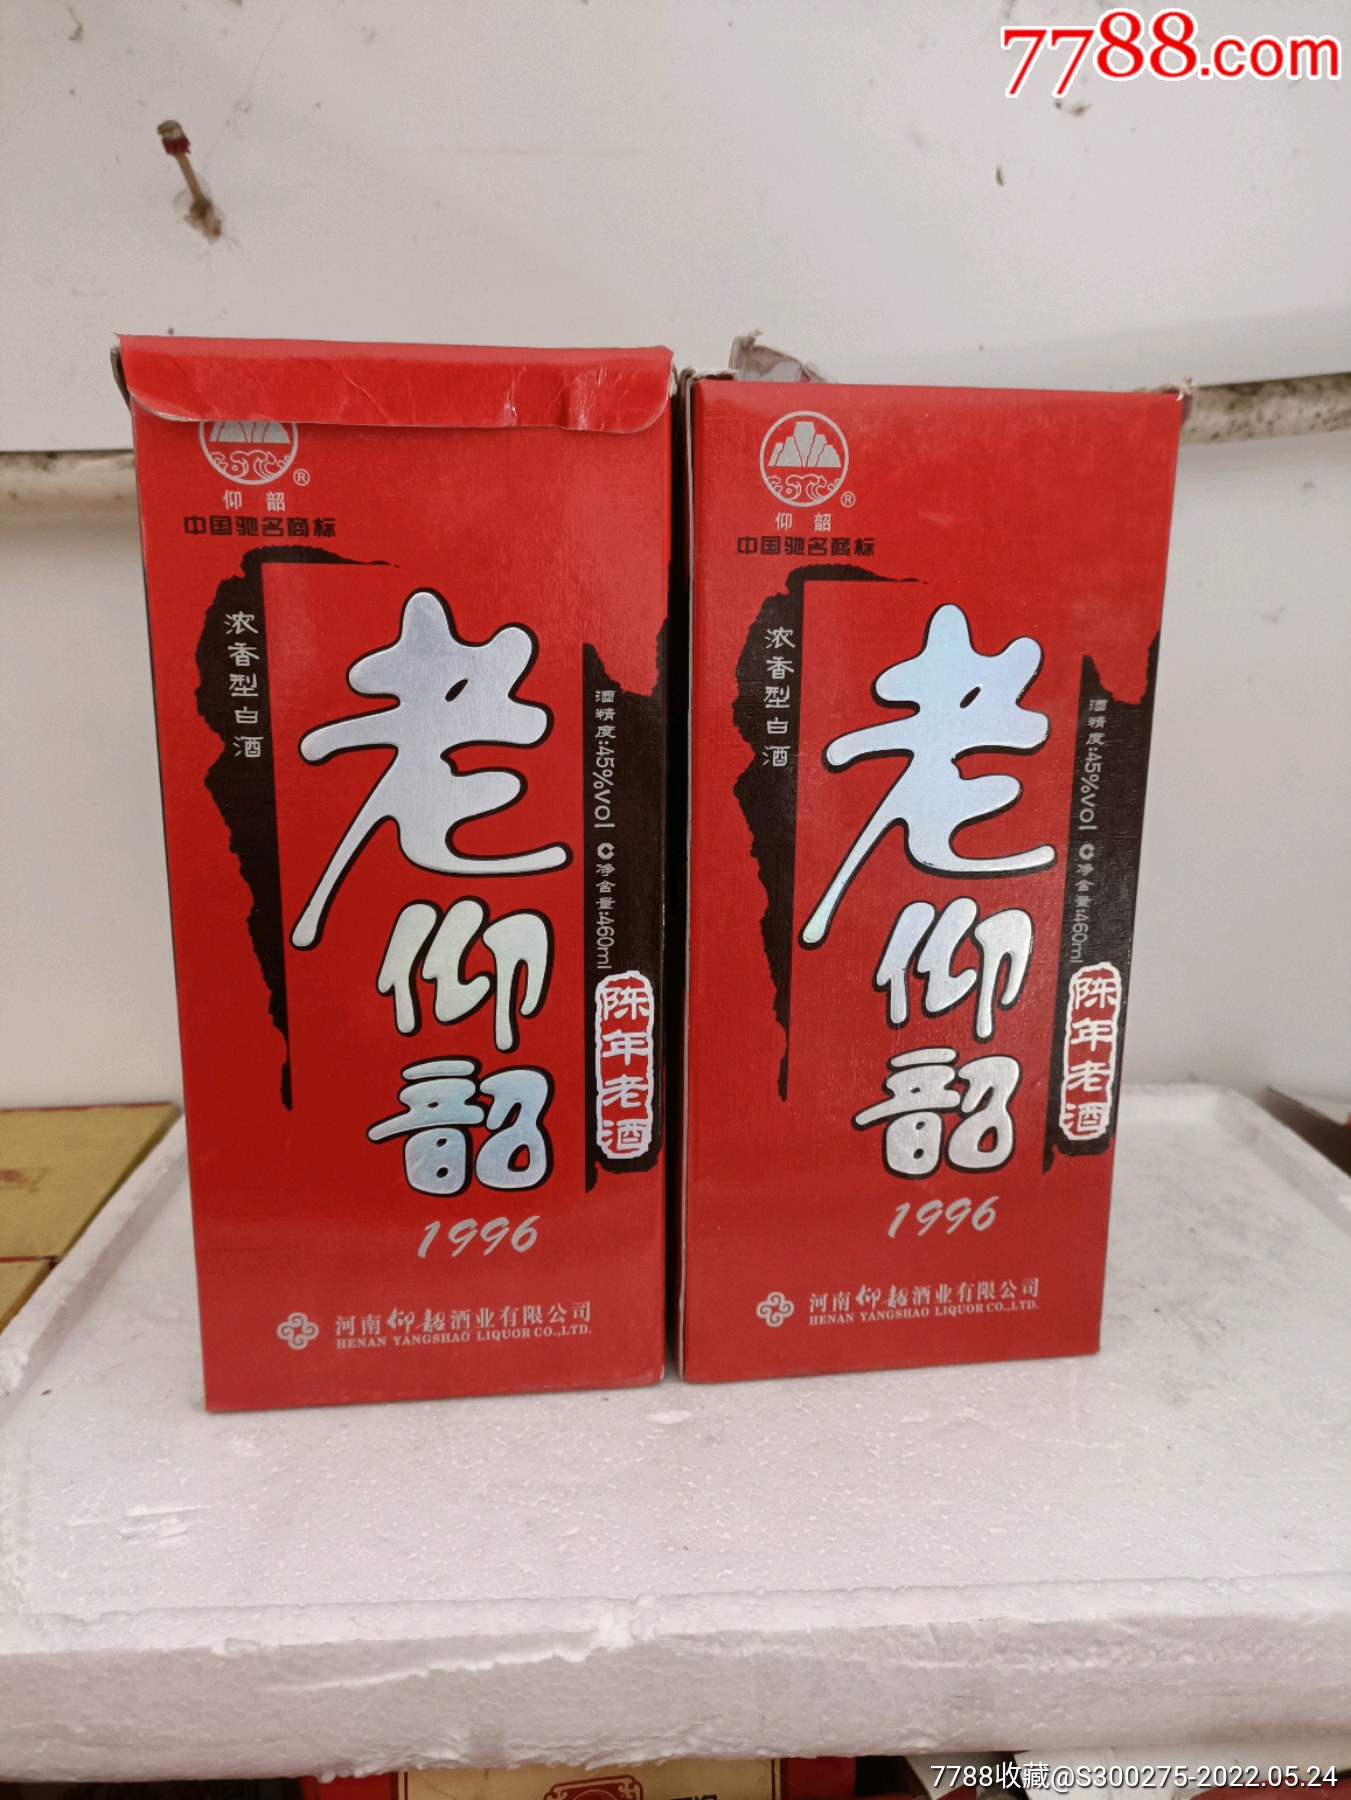 7788.com
仰韶
®
中国驰名商标
浓香型白酒
老仰韶
酒精度:45%vol 净含量:460ml
陈年老酒
1996
河南仰韶酒业有限公司
HENAN YANGSHAO LIQUOR CO.,LTD.
仰韶
®
中国驰名商标
浓香型白酒
老仰韶
酒精度:45%vol 净含量:460ml
陈年老酒
1996
河南仰韶酒业有限公司
HENAN YANGSHAO LIQUOR CO.,LTD.
7788收藏@S300275-2022.05.24